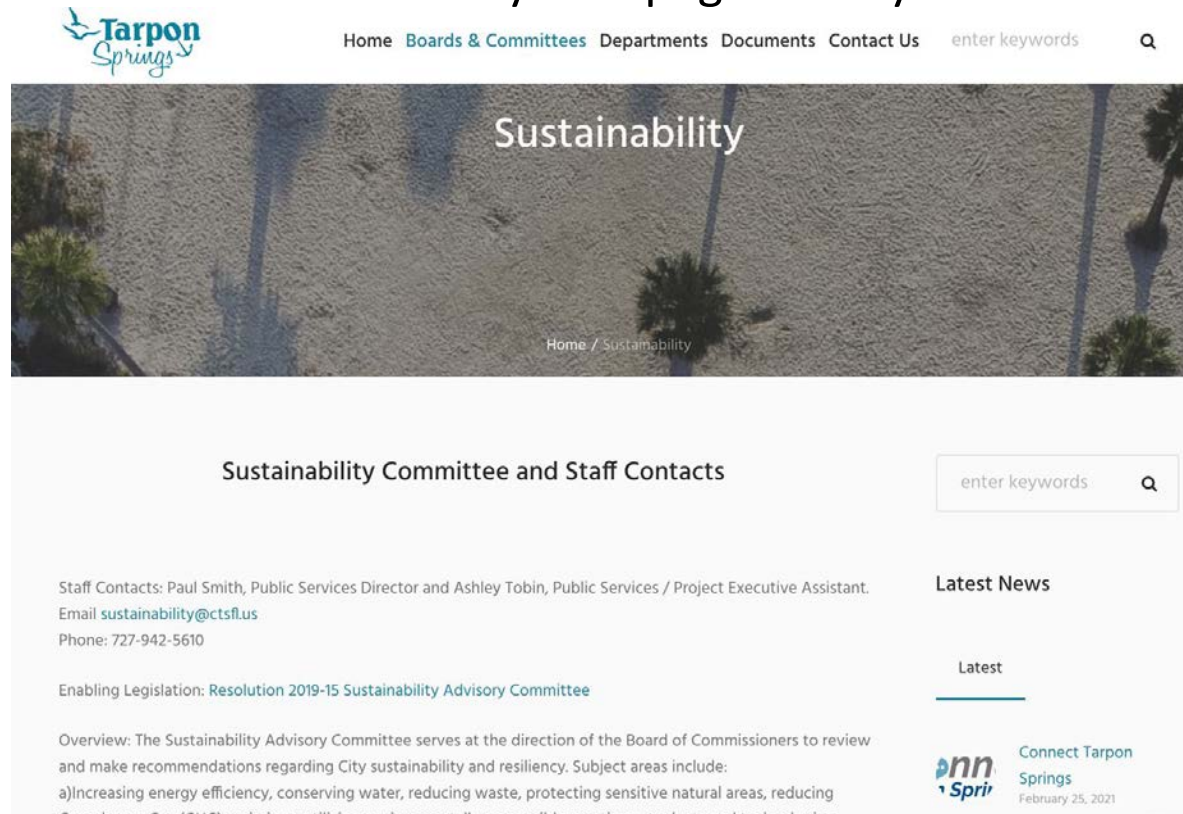 Tarpon
Springs
Home Boards & Committees Departments Documents Contact Us enter keywords
Sustainability
Home / Sustainability
Sustainability Committee and Staff Contacts
enter keywords
Staff Contacts: Paul Smith, Public Services Director and Ashley Tobin, Public Services / Project Executive Assistant.
Email sustainability@ctsfl.us
Phone: 727-942-5610
Latest News
Latest
Enabling Legislation: Resolution 2019-15 Sustainability Advisory Committee
Overview: The Sustainability Advisory Committee serves at the direction of the Board of Commissioners to review
and make recommendations regarding City sustainability and resiliency. Subject areas include:
a)Increasing energy efficiency, conserving water, reducing waste, protecting sensitive natural areas, reducing
onn
Spri
Connect Tarpon
Springs
February 25, 2021